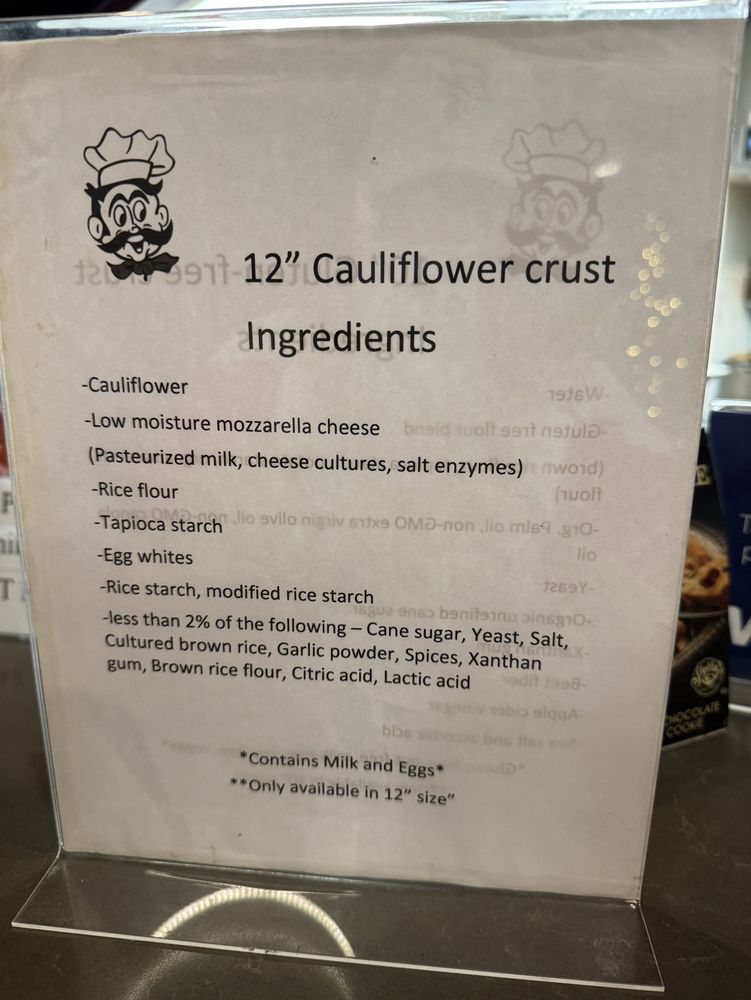 12” Cauliflower crust
Ingredients
-Cauliflower
-Low moisture mozzarella cheese
(Pasteurized milk, cheese cultures, salt enzymes)
-Rice flour
-Tapioca starch
-Egg whites
-Rice starch, modified rice starch
-less than 2% of the following – Cane sugar, Yeast, Salt,
Cultured brown rice, Garlic powder, Spices, Xanthan
gum, Brown rice flour, Citric acid, Lactic acid
*Contains Milk and Eggs*
**Only available in 12” size”
CHOCOLATE
COOKIE